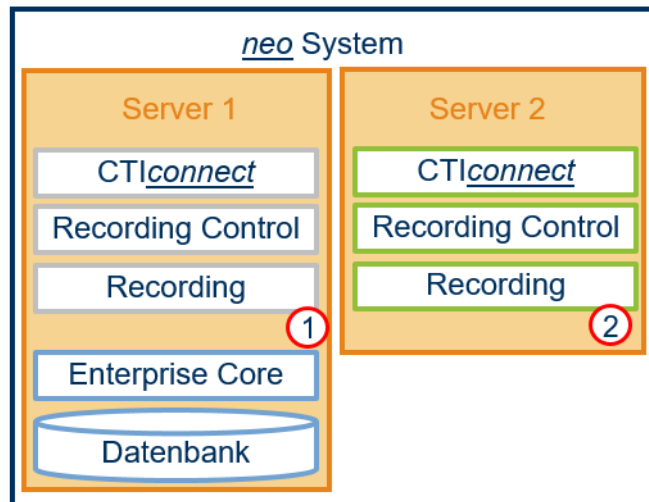 neo System
Server 1
CTIconnect
Recording Control
Recording
1
Enterprise Core
Datenbank
Server 2
CTIconnect
Recording Control
Recording
2